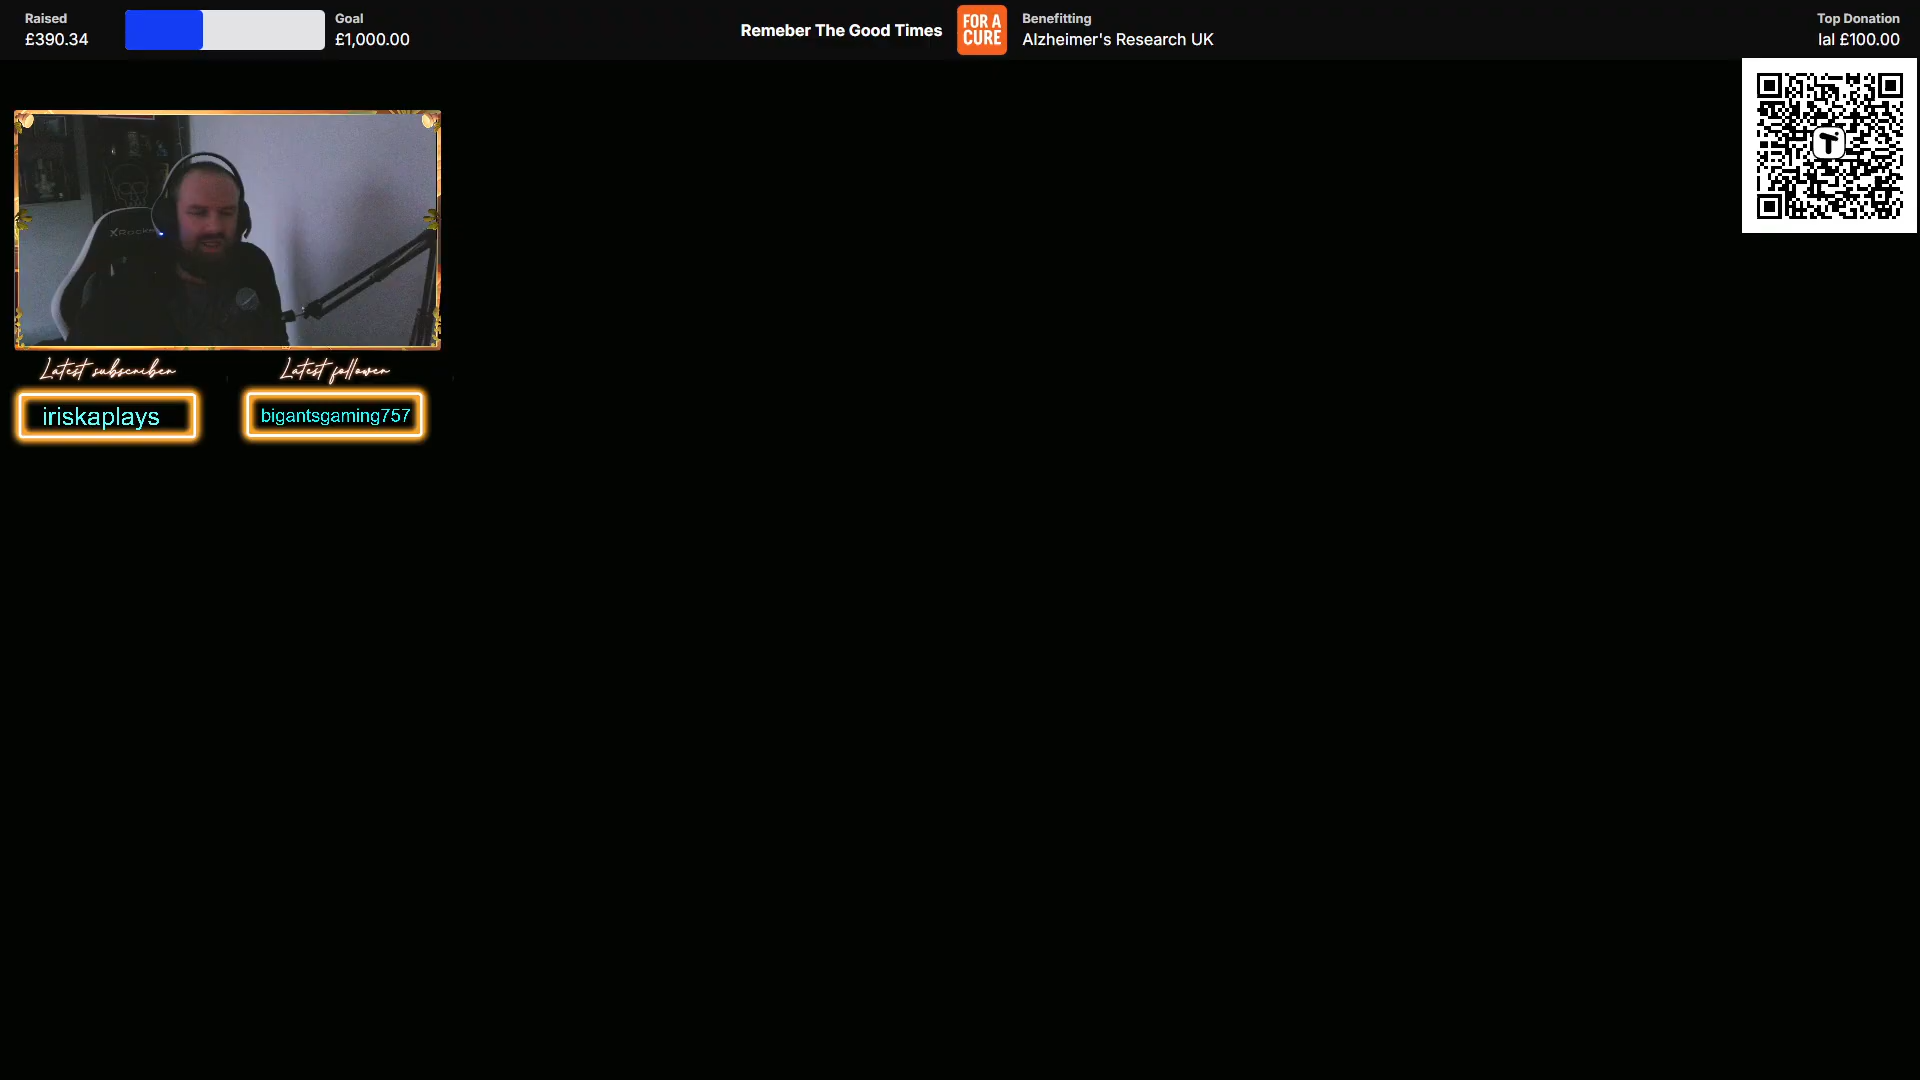 Raised
£390.34
Goal
£1,000.00
Remeber The Good Times
FOR A
CURE
Benefitting
Alzheimer's Research UK
Top Donation
lal £100.00
T
Latest subscriber
Latest follower
iriskaplays
bigantsgaming757